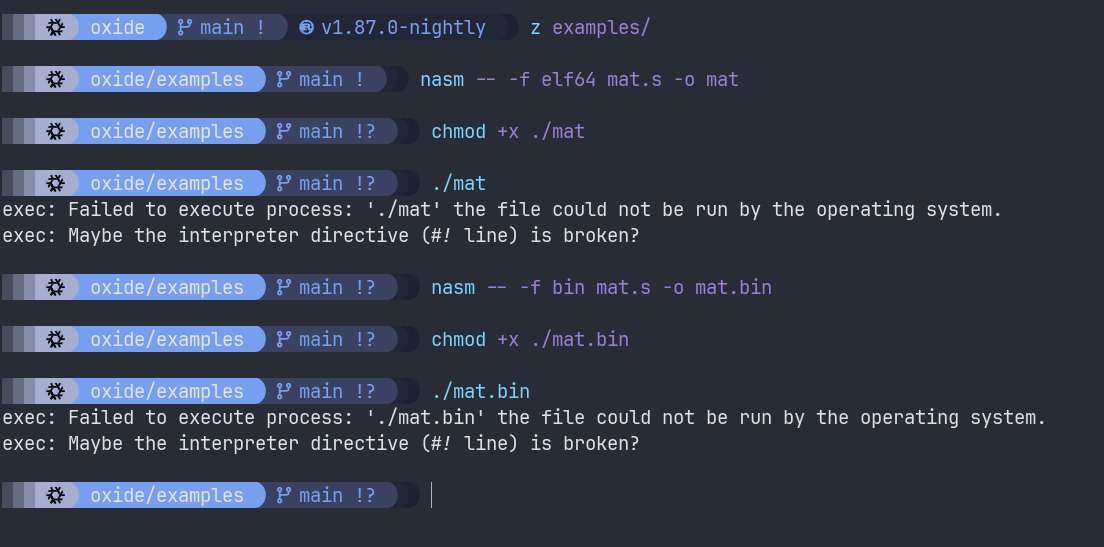 oxide main ! v1.87.0-nightly z examples/
oxide/examples main ! nasm -- -f elf64 mat.s -o mat
oxide/examples main !? chmod +x ./mat
oxide/examples main !? ./mat
exec: Failed to execute process: './mat' the file could not be run by the operating system.
exec: Maybe the interpreter directive (#! line) is broken?
oxide/examples main !? nasm -- -f bin mat.s -o mat.bin
oxide/examples main !? chmod +x ./mat.bin
oxide/examples main !? ./mat.bin
exec: Failed to execute process: './mat.bin' the file could not be run by the operating system.
exec: Maybe the interpreter directive (#! line) is broken?
oxide/examples main !?